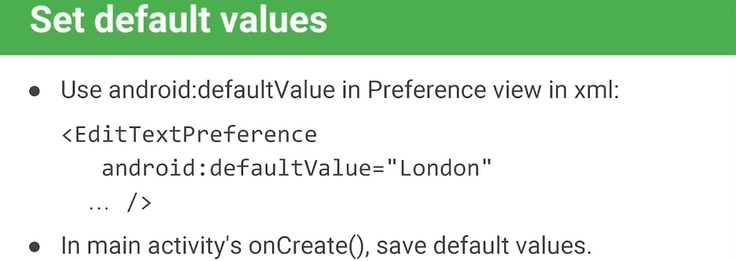 Set default values
● Use android:defaultValue in Preference view in xml:
<EditTextPreference
android:defaultValue="London"
… />
● In main activity's onCreate(), save default values.